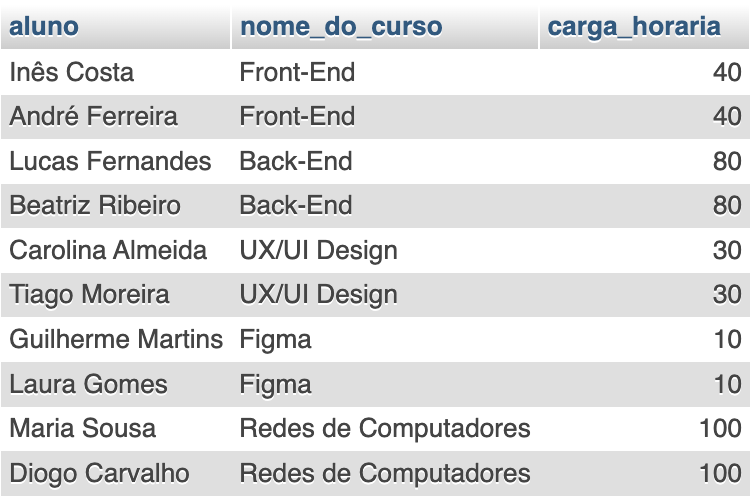 aluno nome_do_curso carga_horaria
Inês Costa Front-End 40
André Ferreira Front-End 40
Lucas Fernandes Back-End 80
Beatriz Ribeiro Back-End 80
Carolina Almeida UX/UI Design 30
Tiago Moreira UX/UI Design 30
Guilherme Martins Figma 10
Laura Gomes Figma 10
Maria Sousa Redes de Computadores 100
Diogo Carvalho Redes de Computadores 100